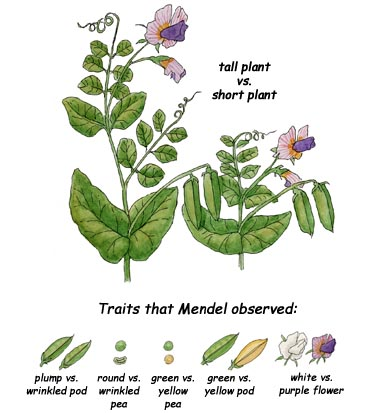 tall plant
vs.
short plant
Traits that Mendel observed:
plump vs.
wrinkled pod
round vs.
wrinkled
pea
green vs.
yellow
pea
green vs.
yellow pod
white vs.
purple flower